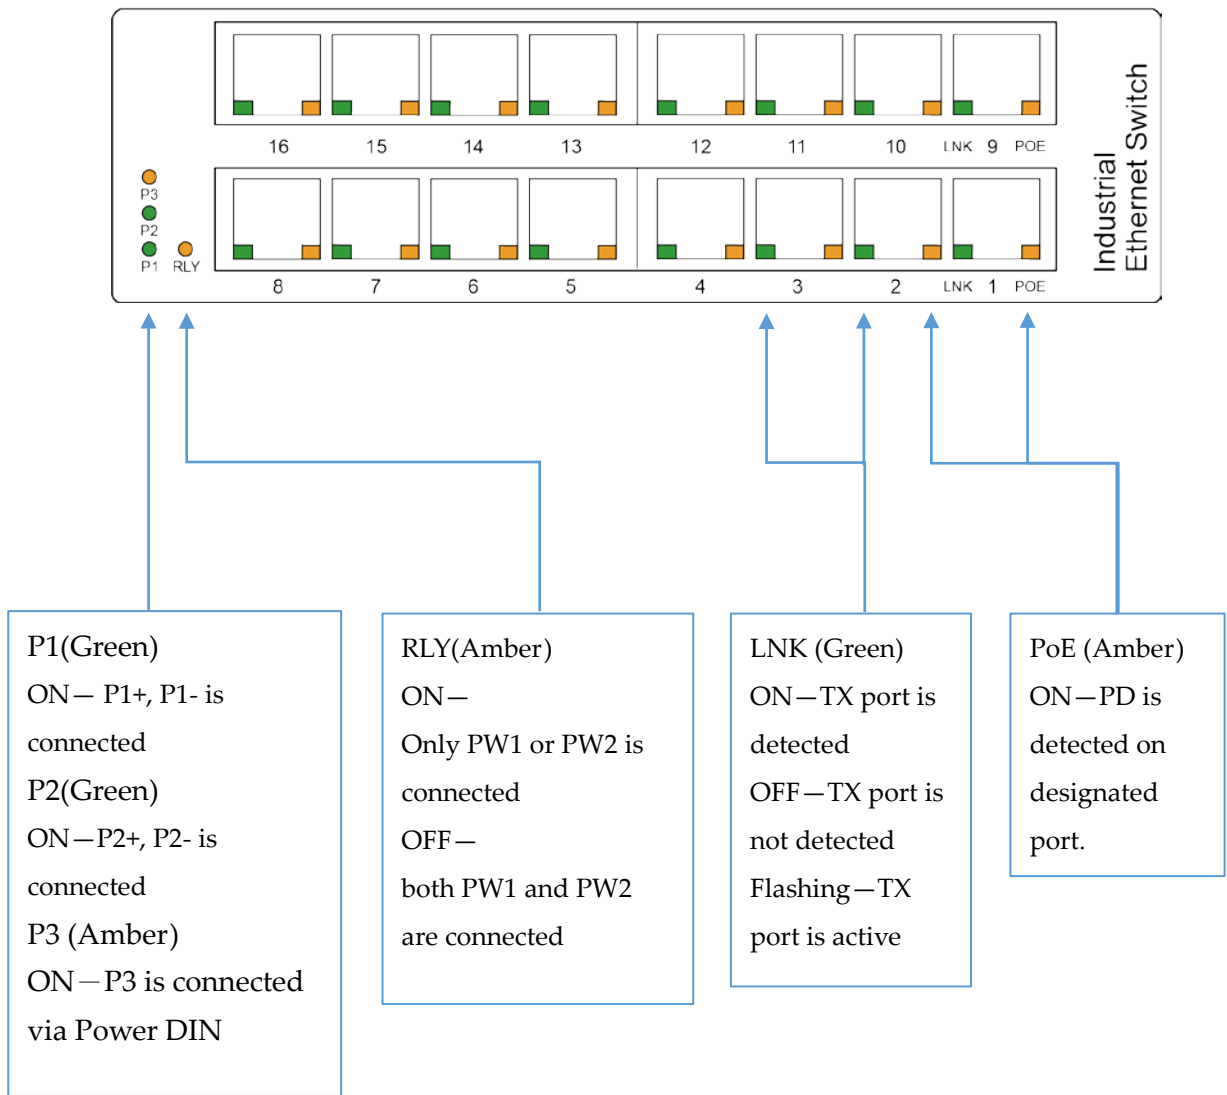 16 15 14 13 12 11 10 LNK 9 POE
P3
P2
P1 RLY
8 7 6 5 4 3 2 LNK 1 POE
Industrial
Ethernet Switch
P1(Green)
ON— P1+, P1- is
connected
P2(Green)
ON—P2+, P2- is
connected
P3 (Amber)
ON—P3 is connected
via Power DIN
RLY(Amber)
ON—
Only PW1 or PW2 is
connected
OFF—
both PW1 and PW2
are connected
LNK (Green)
ON—TX port is
detected
OFF—TX port is
not detected
Flashing—TX
port is active
PoE (Amber)
ON—PD is
detected on
designated
port.